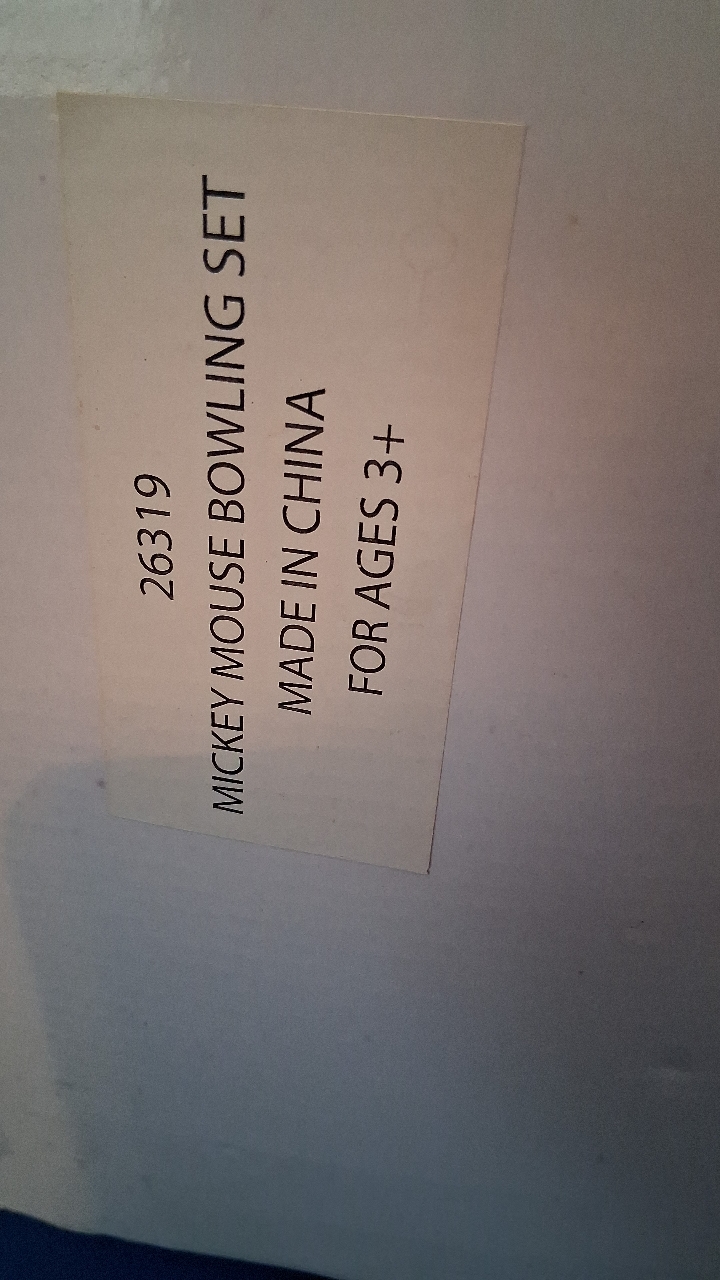 26319
MICKEY MOUSE BOWLING SET
MADE IN CHINA
FOR AGES 3+